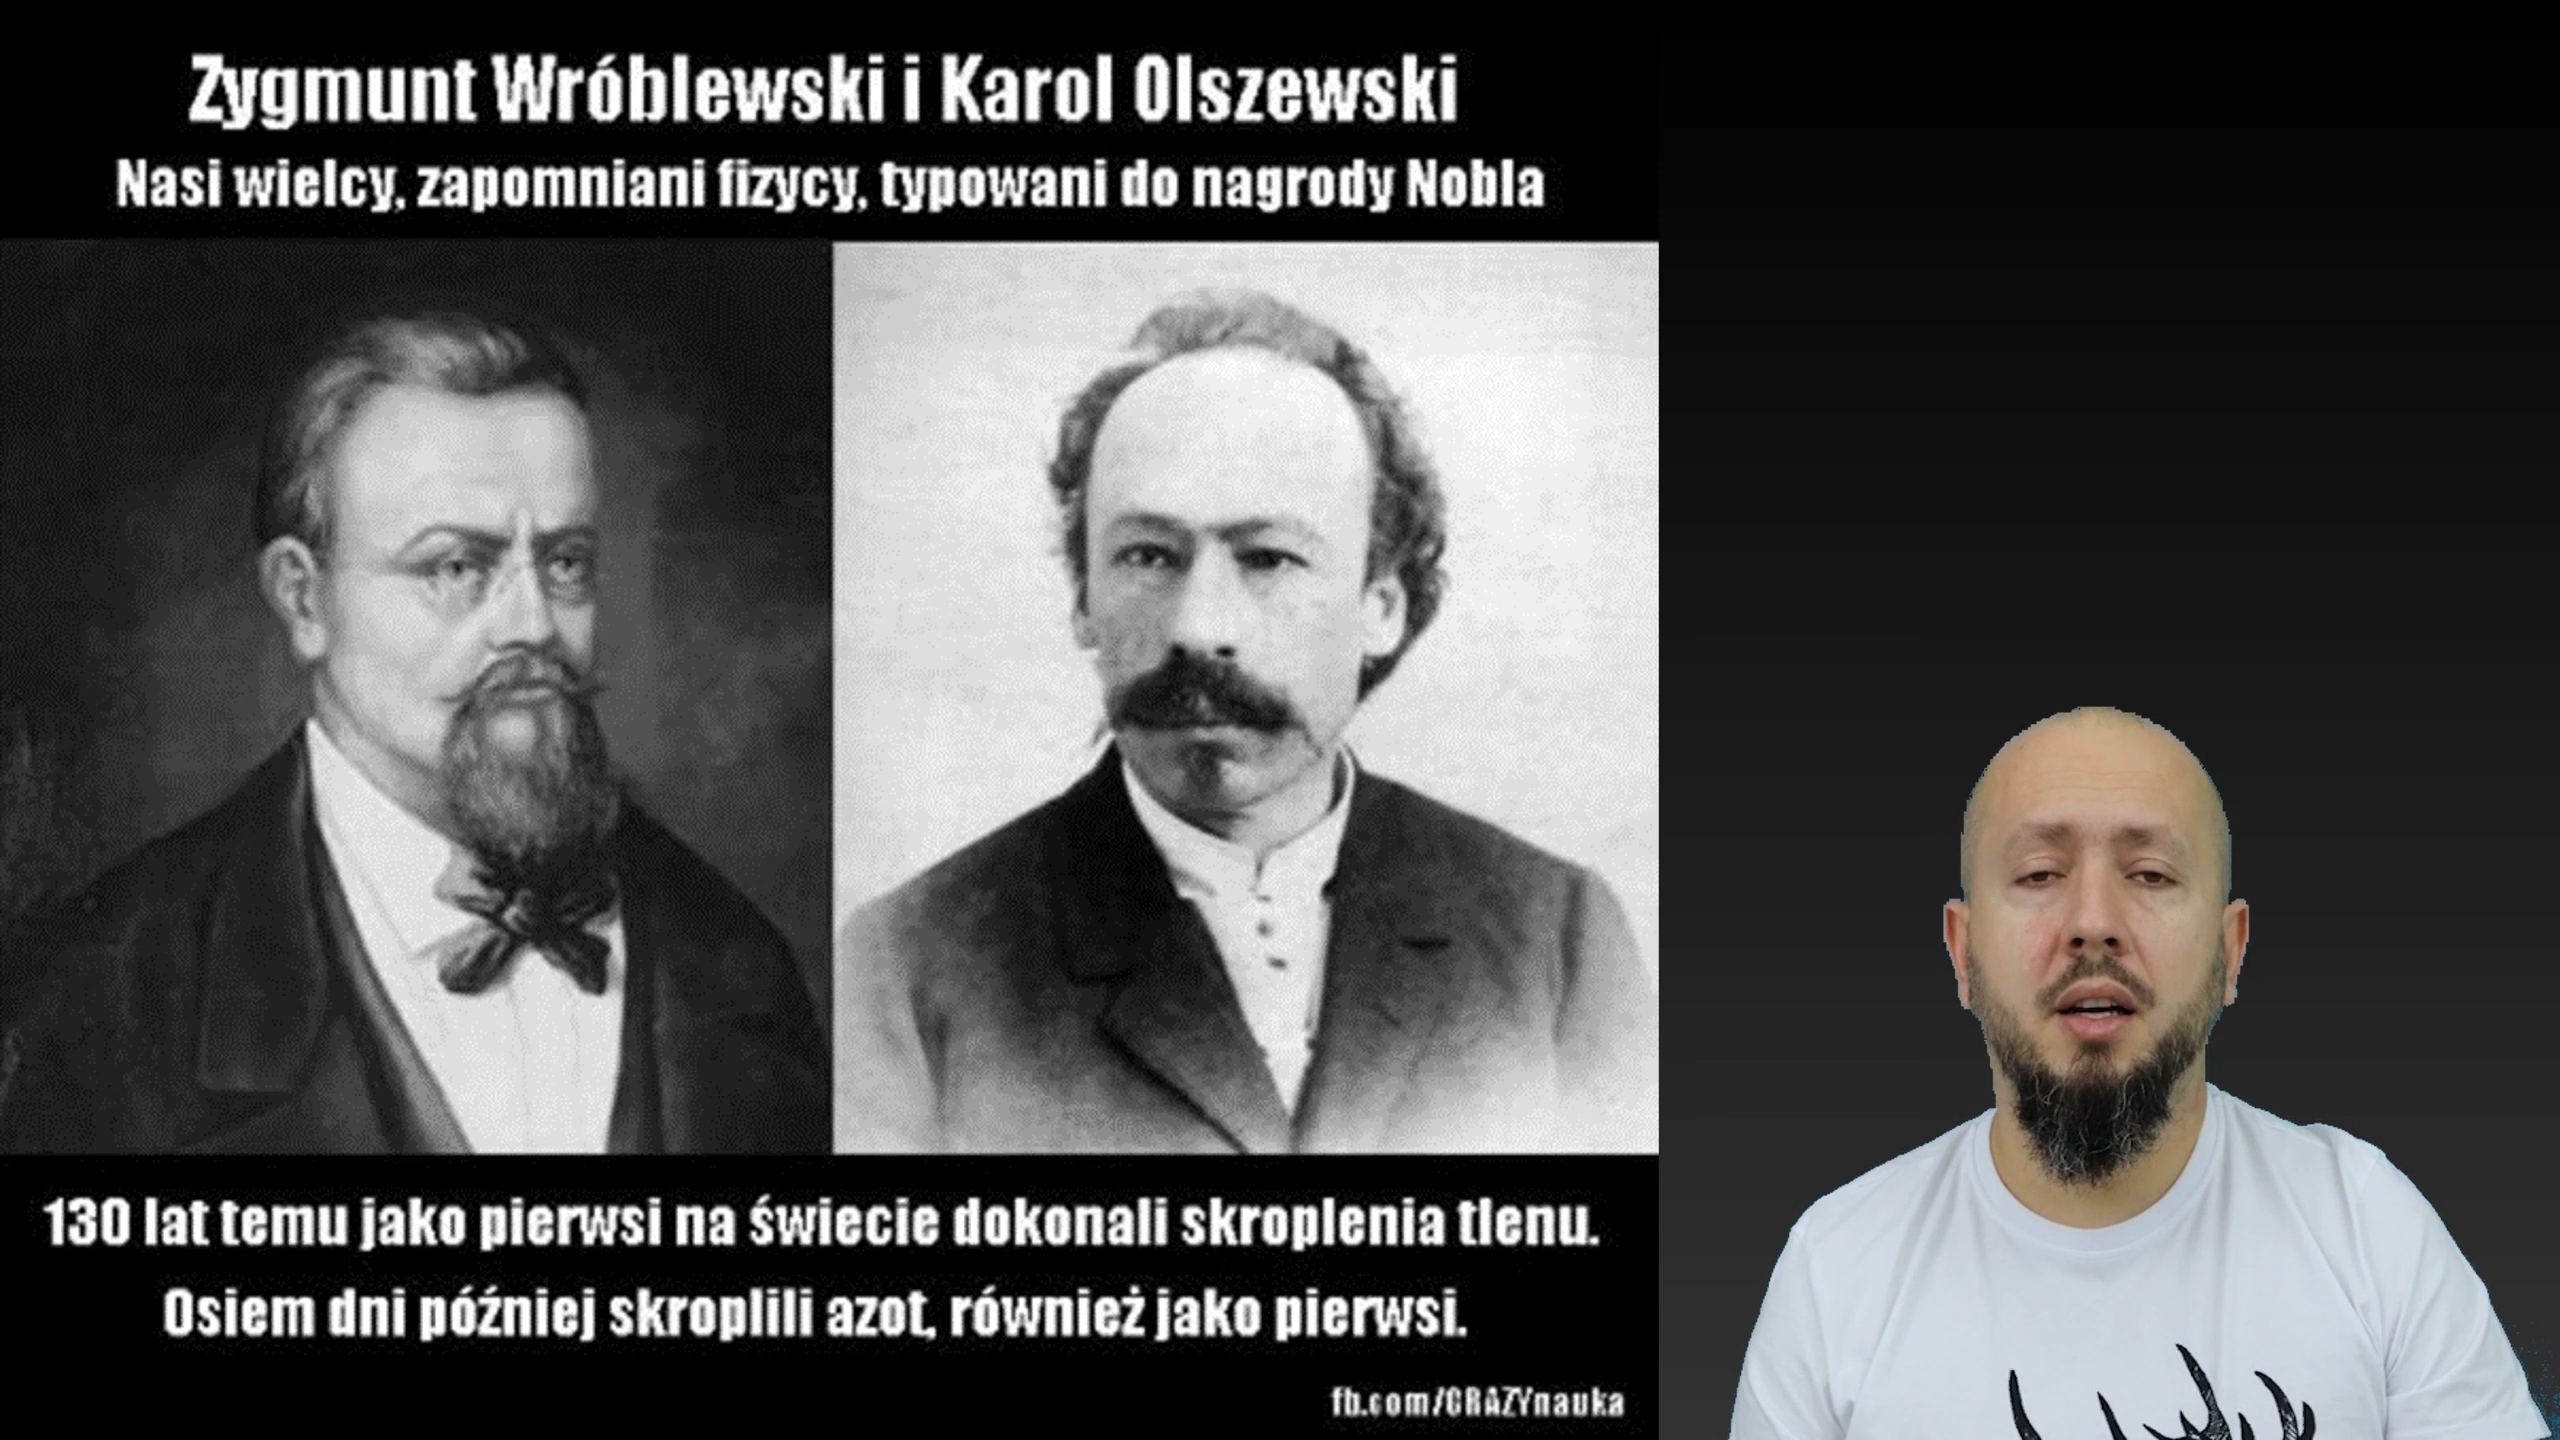 Zygmunt Wróblewski i Karol Olszewski
Nasi wielcy, zapomniani fizycy, typowani do nagrody Nobla
130 lat temu jako pierwsi na świecie dokonali skroplenia tlenu.
Osiem dni później skroplili azot, również jako pierwsi.
fb.com/CRAZYnauka